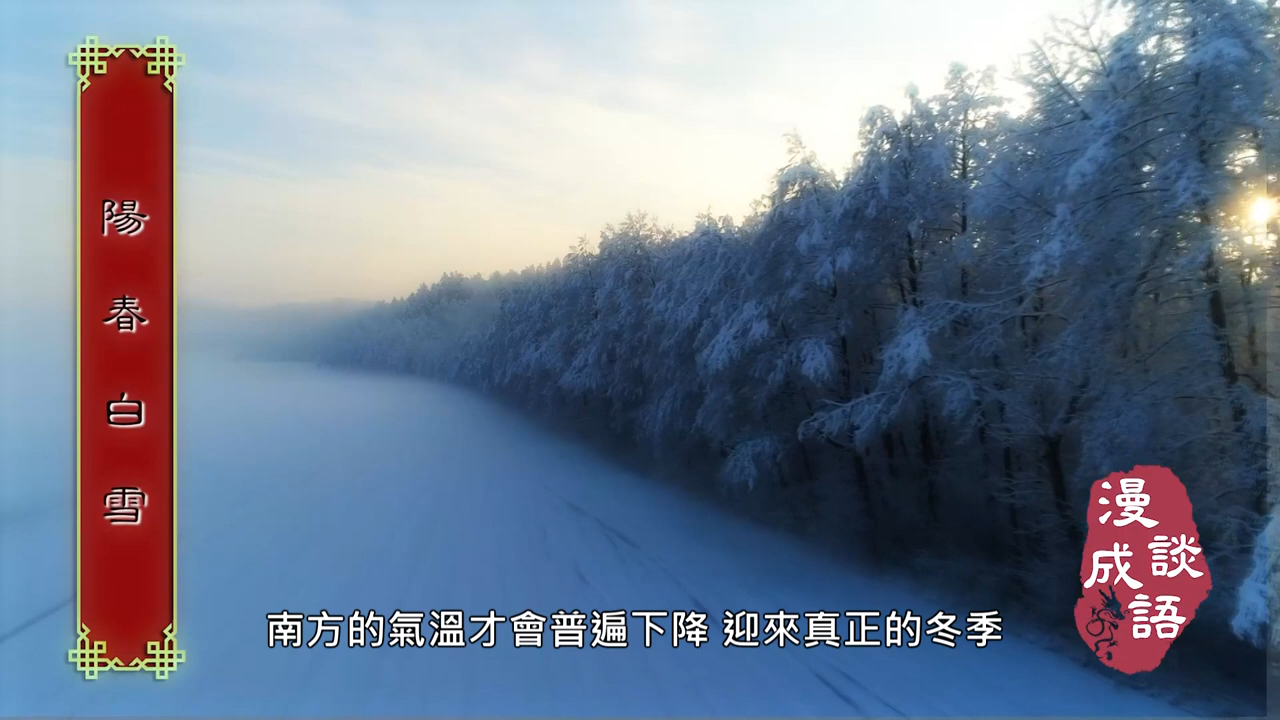 陽春白雪
漫談成語
南方的氣溫才會普遍下降 迎來真正的冬季